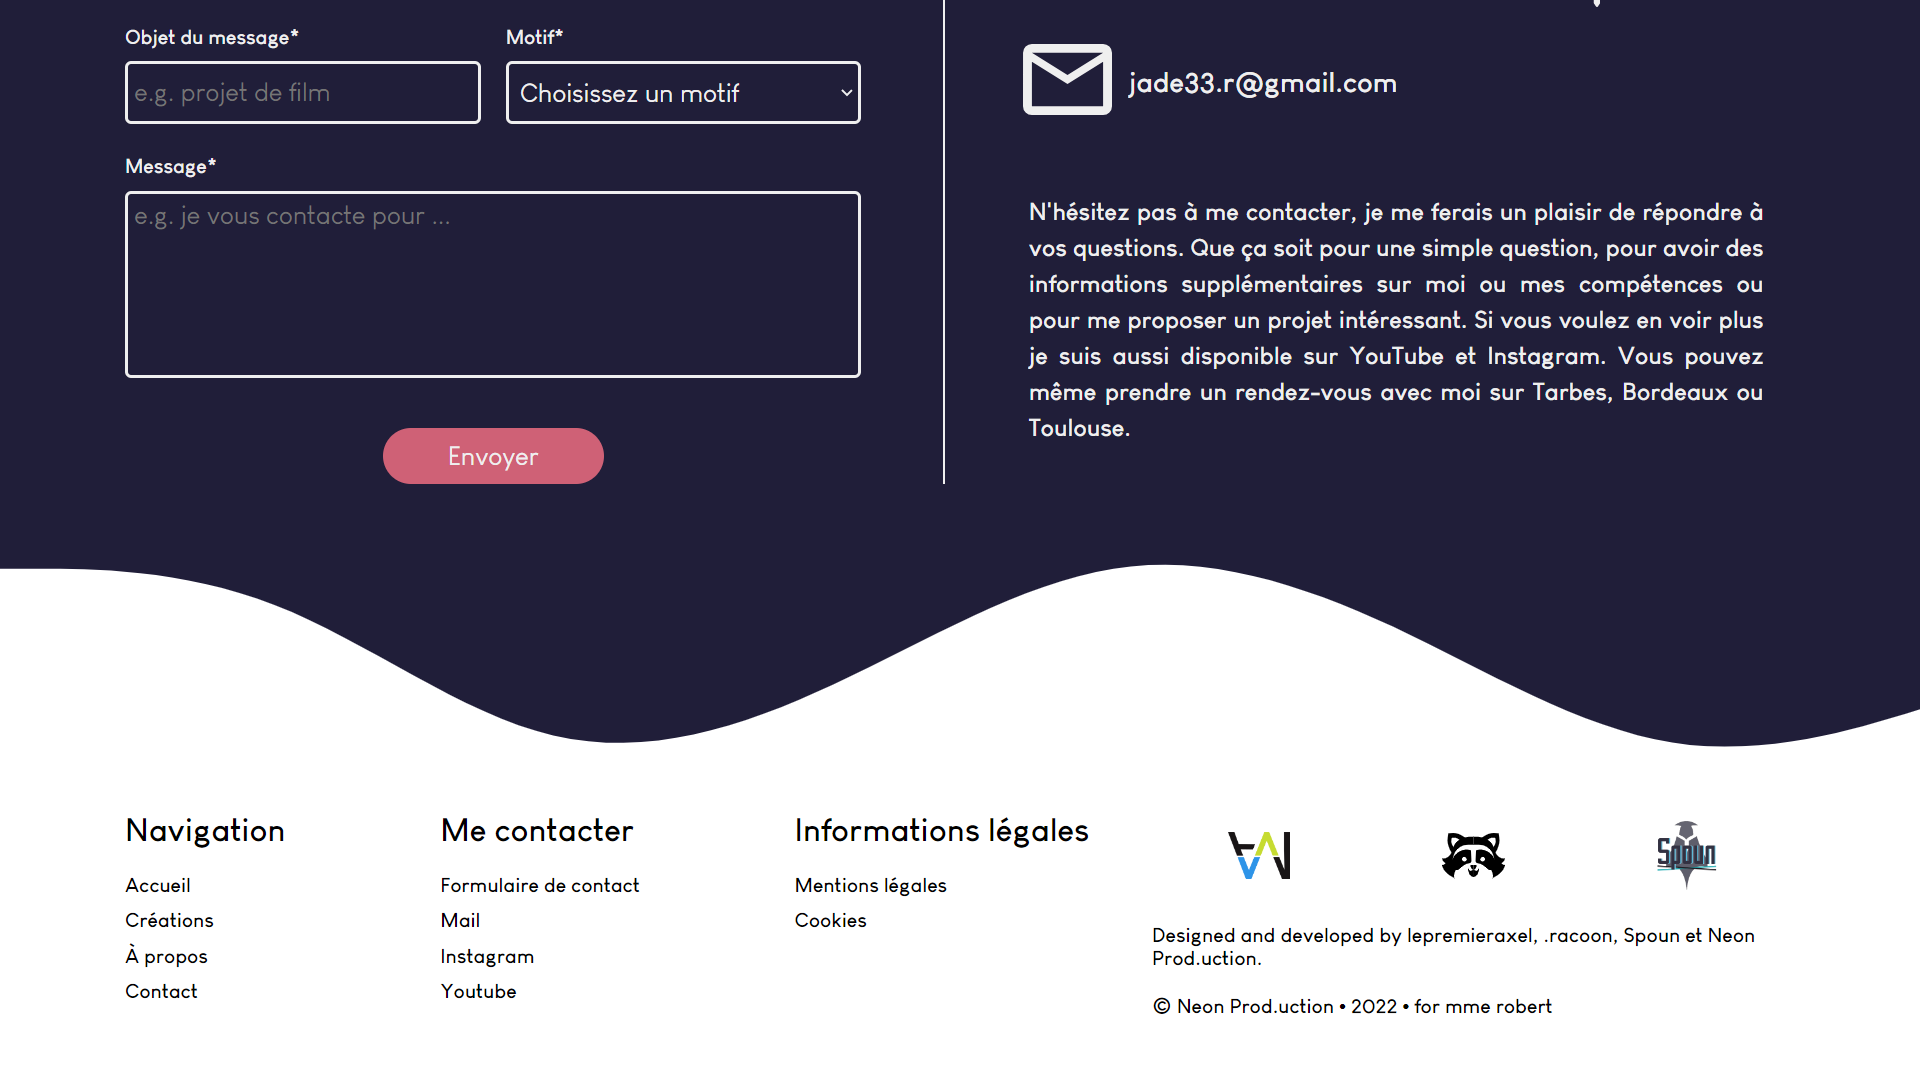 Objet du message*
Motif*
e.g. projet de film
Choisissez un motif
Message*
e.g. je vous contacte pour ...
Envoyer
jade33.r@gmail.com
N'hésitez pas à me contacter, je me ferais un plaisir de répondre à
vos questions. Que ça soit pour une simple question, pour avoir des
informations supplémentaires sur moi ou mes compétences ou
pour me proposer un projet intéressant. Si vous voulez en voir plus
je suis aussi disponible sur YouTube et Instagram. Vous pouvez
même prendre un rendez-vous avec moi sur Tarbes, Bordeaux ou
Toulouse.
Navigation
Accueil
Créations
À propos
Contact
Me contacter
Formulaire de contact
Mail
Instagram
Youtube
Informations légales
Mentions légales
Cookies
Spoun
Designed and developed by lepremieraxel, .racoon, Spoun et Neon
Prod.uction.
© Neon Prod.uction • 2022 • for mme robert